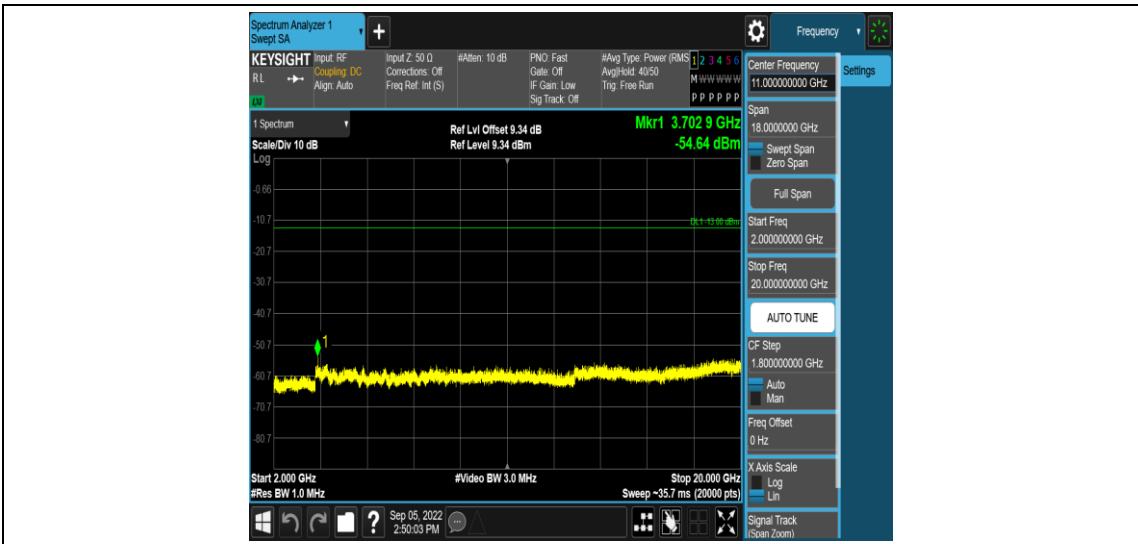 Spectrum Analyzer 1
Swept SA
Frequency
KEYSIGHT
RL
LXI
Input: RF
Coupling: DC
Align: Auto
Input Z: 50 Ω
Corrections: Off
Freq Ref: Int (S)
#Atten: 10 dB
PNO: Fast
Gate: Off
IF Gain: Low
Sig Track: Off
#Avg Type: Power (RMS
Avg|Hold: 40/50
Trig: Free Run
1 2 3 4 5 6
M W W W W W
P P P P P P
1 Spectrum
Scale/Div 10 dB
Log
Ref Lvl Offset 9.34 dB
Ref Level 9.34 dBm
Mkr1 3.702 9 GHz
-54.64 dBm
-0.66
-10.7
DL1 -13.00 dBm
-20.7
-30.7
-40.7
-50.7
1
-60.7
-70.7
-80.7
Start 2.000 GHz
#Res BW 1.0 MHz
#Video BW 3.0 MHz
Stop 20.000 GHz
Sweep ~35.7 ms (20000 pts)
Sep 05, 2022
2:50:03 PM
?
Center Frequency
11.000000000 GHz
Settings
Span
18.0000000 GHz
Swept Span
Zero Span
Full Span
Start Freq
2.000000000 GHz
Stop Freq
20.000000000 GHz
AUTO TUNE
CF Step
1.800000000 GHz
Auto
Man
Freq Offset
0 Hz
X Axis Scale
Log
Lin
Signal Track
(Span Zoom)